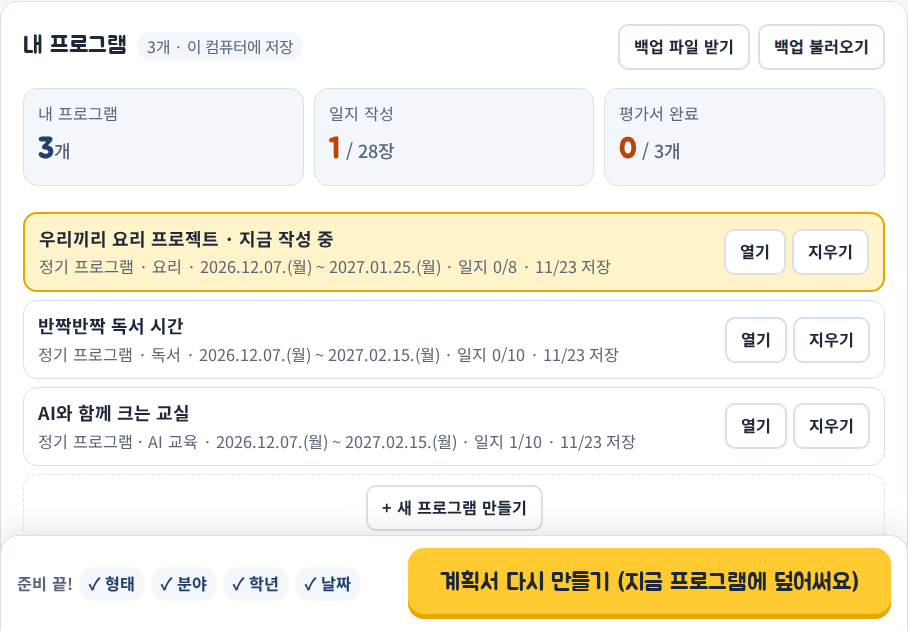 내 프로그램 3개 · 이 컴퓨터에 저장 백업 파일 받기 백업 불러오기
내 프로그램
3개
일지 작성
1 / 28장
평가서 완료
0 / 3개
우리끼리 요리 프로젝트 · 지금 작성 중
정기 프로그램 · 요리 · 2026.12.07.(월) ~ 2027.01.25.(월) · 일지 0/8 · 11/23 저장
열기 지우기
반짝반짝 독서 시간
정기 프로그램 · 독서 · 2026.12.07.(월) ~ 2027.02.15.(월) · 일지 0/10 · 11/23 저장
열기 지우기
AI와 함께 크는 교실
정기 프로그램 · AI 교육 · 2026.12.07.(월) ~ 2027.02.15.(월) · 일지 1/10 · 11/23 저장
열기 지우기
+ 새 프로그램 만들기
준비 끝! ✓ 형태 ✓ 분야 ✓ 학년 ✓ 날짜
계획서 다시 만들기 (지금 프로그램에 덮어써요)